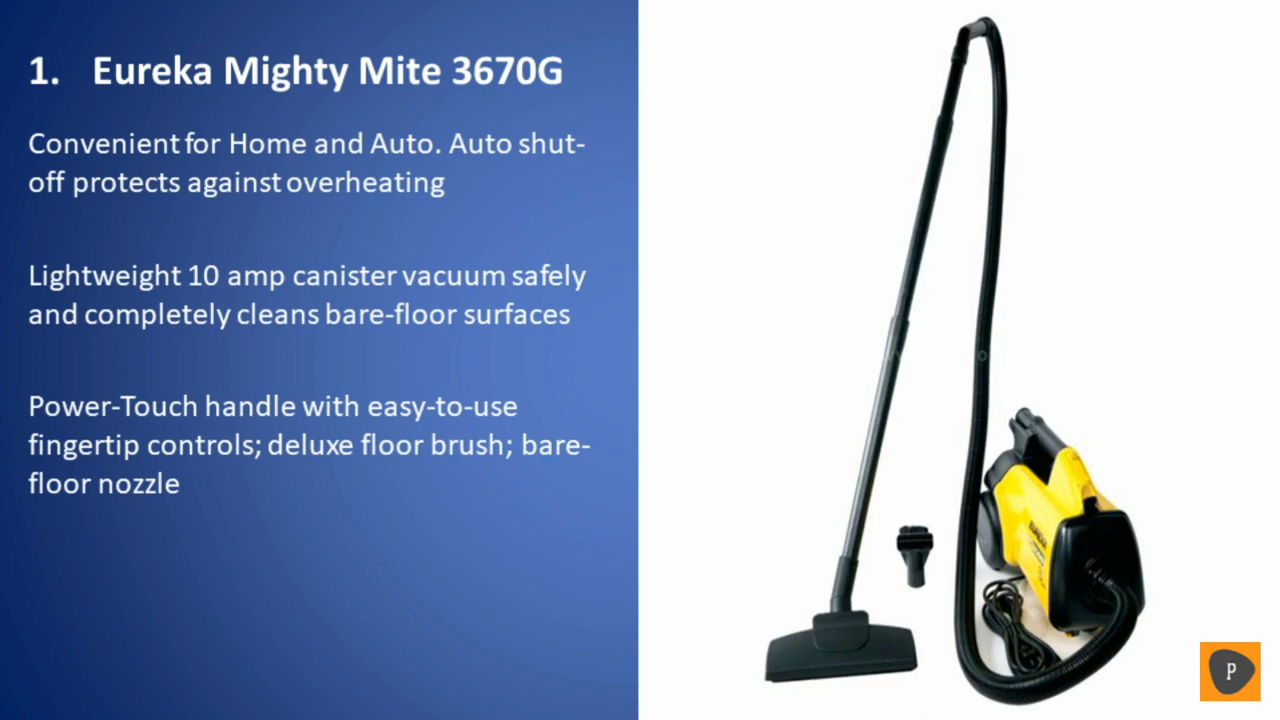 1. Eureka Mighty Mite 3670G
Convenient for Home and Auto. Auto shut-
off protects against overheating
Lightweight 10 amp canister vacuum safely
and completely cleans bare-floor surfaces
Power-Touch handle with easy-to-use
fingertip controls; deluxe floor brush; bare-
floor nozzle
EUREKA
P